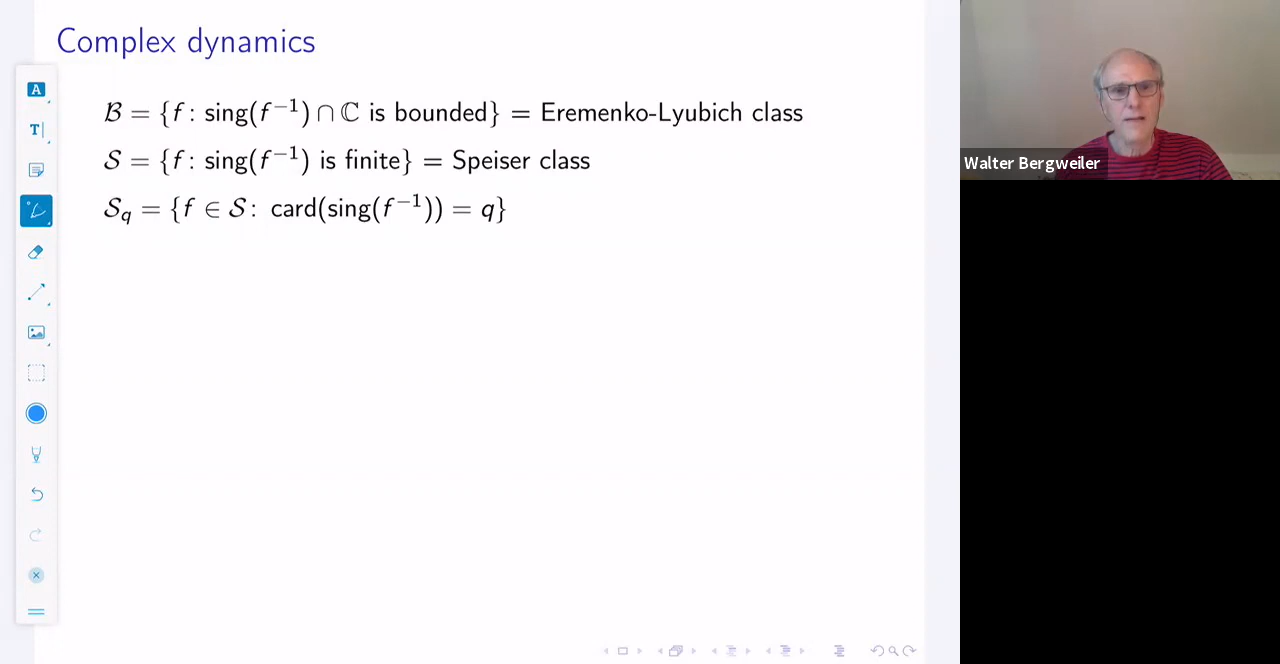 Complex dynamics
A
T
ℬ = {f : sing(f⁻¹) ∩ ℂ is bounded} = Eremenko-Lyubich class
𝒮 = {f : sing(f⁻¹) is finite} = Speiser class
𝒮_q = {f ∈ 𝒮 : card(sing(f⁻¹)) = q}
Walter Bergweiler